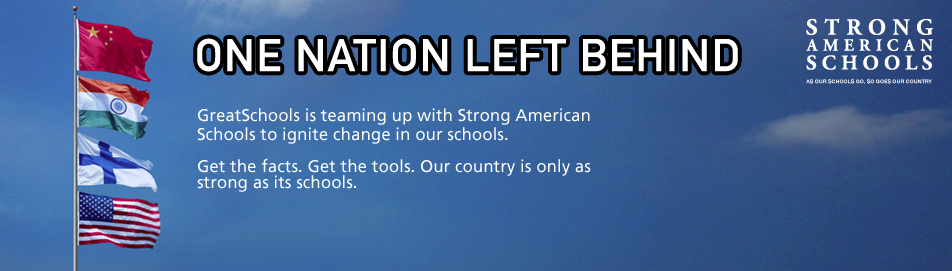 ONE NATION LEFT BEHIND
GreatSchools is teaming up with Strong American
Schools to ignite change in our schools.
Get the facts. Get the tools. Our country is only as
strong as its schools.
STRONG
AMERICAN
SCHOOLS
AS OUR SCHOOLS GO, SO GOES OUR COUNTRY